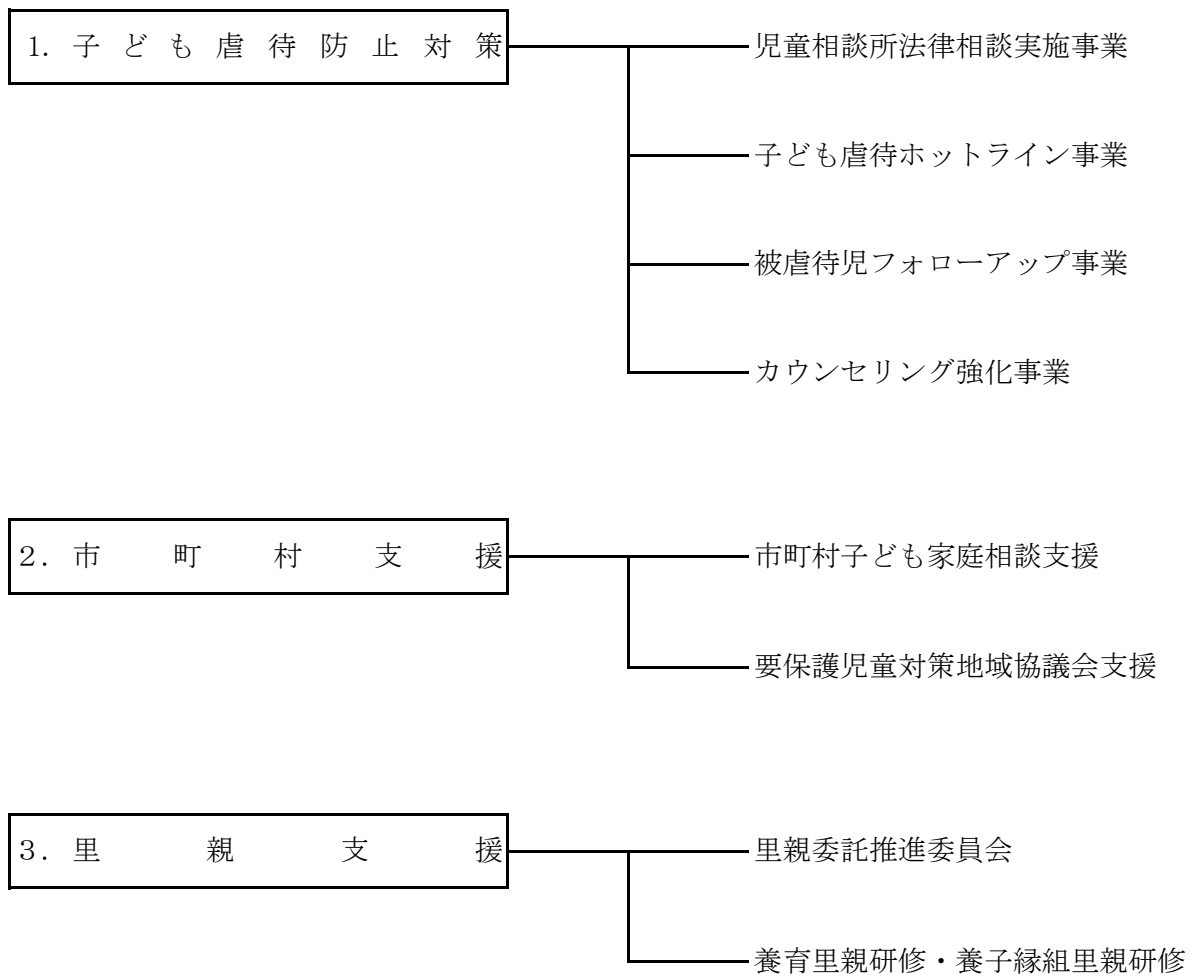 1. 子ども虐待防止対策
児童相談所法律相談実施事業
子ども虐待ホットライン事業
被虐待児フォローアップ事業
カウンセリング強化事業
2. 市町村支援
市町村子ども家庭相談支援
要保護児童対策地域協議会支援
3. 里親支援
里親委託推進委員会
養育里親研修・養子縁組里親研修